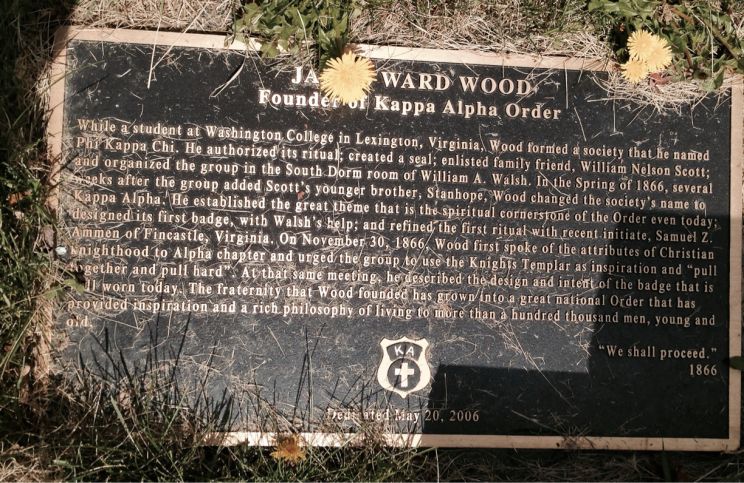 JA WARD WOOD
Founder of Kappa Alpha Order
While a student at Washington College in Lexington, Virginia, Wood formed a society that he named
Phi Kappa Chi. He authorized its ritual; created a seal; enlisted family friend, William Nelson Scott;
and organized the group in the South Dorm room of William A. Walsh. In the Spring of 1866, several
weeks after the group added Scott's younger brother, Stanhope, Wood changed the society's name to
Kappa Alpha. He established the great theme that is the spiritual cornerstone of the Order even today;
designed its first badge, with Walsh's help; and refined the first ritual with recent initiate, Samuel Z.
Ammen of Fincastle, Virginia. On November 30, 1866, Wood first spoke of the attributes of Christian
knighthood to Alpha chapter and urged the group to use the Knights Templar as inspiration and "pull
together and pull hard". At that same meeting, he described the design and intent of the badge that is
still worn today. The fraternity that Wood founded has grown into a great national Order that has
provided inspiration and a rich philosophy of living to more than a hundred thousand men, young and
old.
"We shall proceed."
1866
KA
Dedicated May 20, 2006